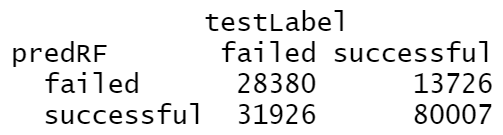 testLabel
predRF failed successful
failed 28380 13726
successful 31926 80007